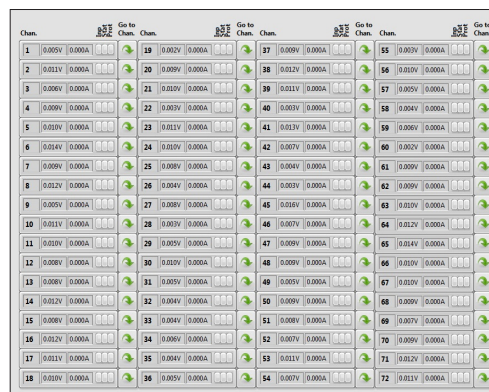 Chan. Inp Stat Prot Go to Chan. Chan. Inp Stat Prot Go to Chan. Chan. Inp Stat Prot Go to Chan. Chan. Inp Stat Prot Go to Chan.
1 0.005V 0.000A 19 0.002V 0.000A 37 0.009V 0.000A 55 0.003V 0.000A
2 0.011V 0.000A 20 0.009V 0.000A 38 0.012V 0.000A 56 0.010V 0.000A
3 0.006V 0.000A 21 0.010V 0.000A 39 0.011V 0.000A 57 0.005V 0.000A
4 0.009V 0.000A 22 0.003V 0.000A 40 0.003V 0.000A 58 0.004V 0.000A
5 0.010V 0.000A 23 0.011V 0.000A 41 0.013V 0.000A 59 0.006V 0.000A
6 0.014V 0.000A 24 0.010V 0.000A 42 0.007V 0.000A 60 0.002V 0.000A
7 0.009V 0.000A 25 0.008V 0.000A 43 0.004V 0.000A 61 0.009V 0.000A
8 0.012V 0.000A 26 0.004V 0.000A 44 0.003V 0.000A 62 0.009V 0.000A
9 0.005V 0.000A 27 0.008V 0.000A 45 0.016V 0.000A 63 0.010V 0.000A
10 0.011V 0.000A 28 0.003V 0.000A 46 0.007V 0.000A 64 0.012V 0.000A
11 0.010V 0.000A 29 0.005V 0.000A 47 0.009V 0.000A 65 0.014V 0.000A
12 0.008V 0.000A 30 0.010V 0.000A 48 0.009V 0.000A 66 0.010V 0.000A
13 0.008V 0.000A 31 0.005V 0.000A 49 0.005V 0.000A 67 0.010V 0.000A
14 0.012V 0.000A 32 0.004V 0.000A 50 0.009V 0.000A 68 0.009V 0.000A
15 0.008V 0.000A 33 0.004V 0.000A 51 0.008V 0.000A 69 0.007V 0.000A
16 0.012V 0.000A 34 0.006V 0.000A 52 0.007V 0.000A 70 0.009V 0.000A
17 0.011V 0.000A 35 0.004V 0.000A 53 0.011V 0.000A 71 0.012V 0.000A
18 0.010V 0.000A 36 0.005V 0.000A 54 0.007V 0.000A 72 0.011V 0.000A